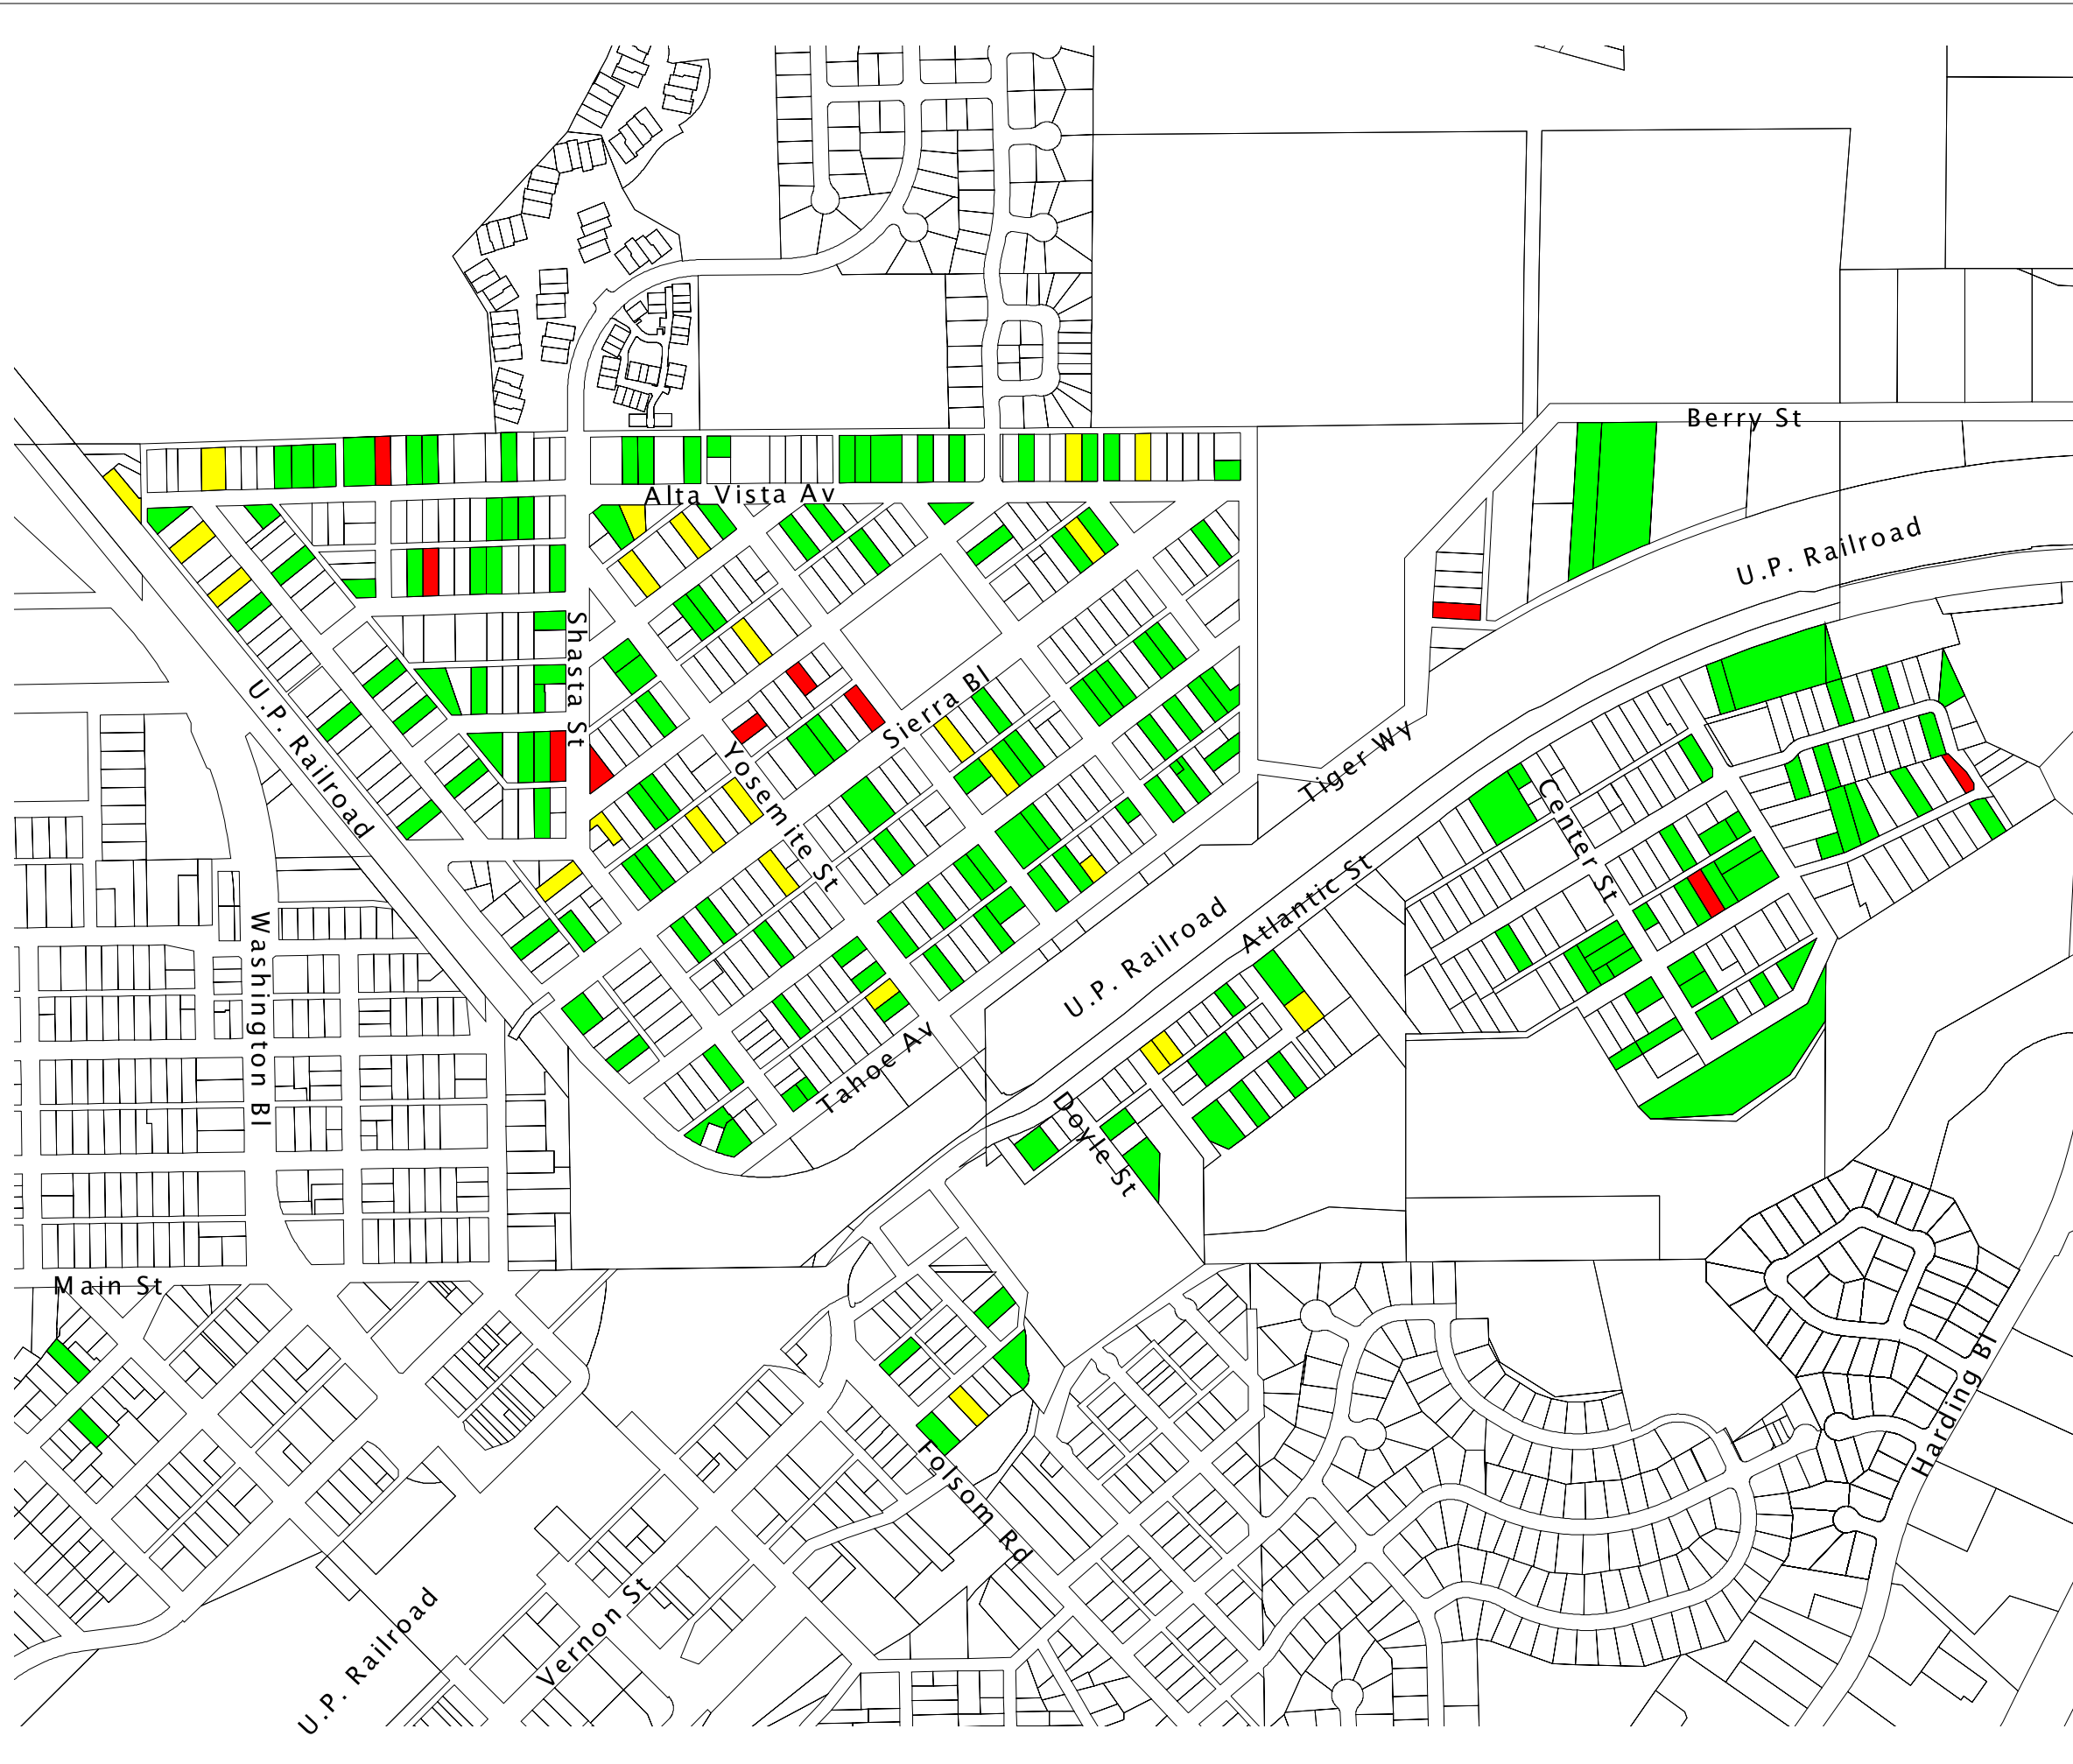 Berry St
Alta Vista Av
U.P. Railroad
Shasta St
Sierra Bl
U.P. Railroad
Yosemite St
Tiger Wy
Center St
Atlantic St
U.P. Railroad
Washington Bl
Tahoe Av
Doyle St
Main St
Harding Bl
Folsom Rd
Vernon St
U.P. Railroad